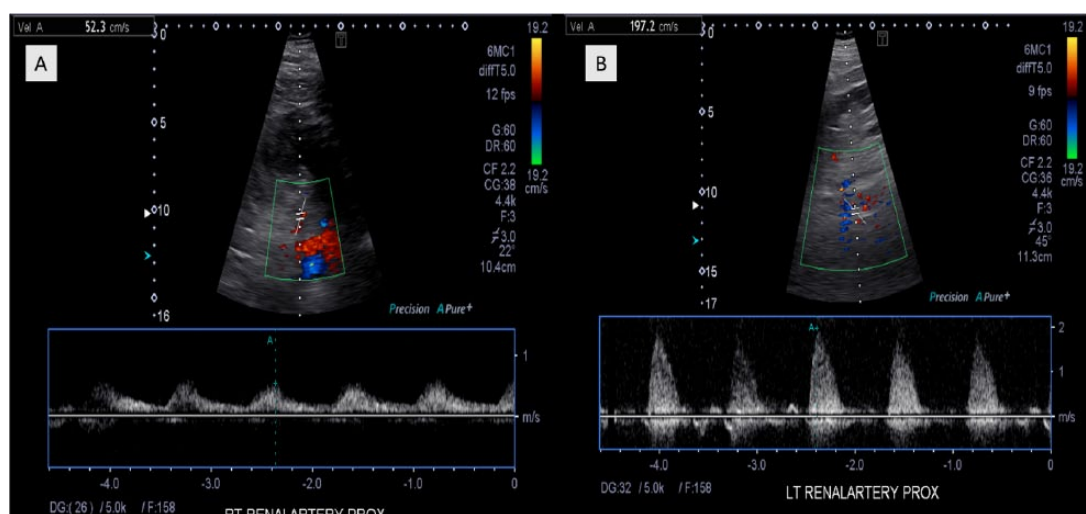 Vel A 52.3 cm/s
A
0
5
10
16
T
19.2
6MC1
diffT5.0
12 fps
G:60
DR:60
19.2
cm/s
CF 2.2
CG:38
4.4k
F:3
3.0
22°
10.4cm
Precision APure+
A
1
m/s
-4.0 -3.0 -2.0 -1.0 0
DG:( 26 ) / 5.0k / F:158
RT RENALARTERY PROX
Vel A 197.2 cm/s
B
0
5
10
15
17
T
19.2
6MC1
diffT5.0
9 fps
G:60
DR:60
19.2
cm/s
CF 2.2
CG:36
4.4k
F:3
3.0
45°
11.3cm
Precision APure+
A+
2
1
m/s
-4.0 -3.0 -2.0 -1.0 0
DG:32 / 5.0k / F:158
LT RENALARTERY PROX